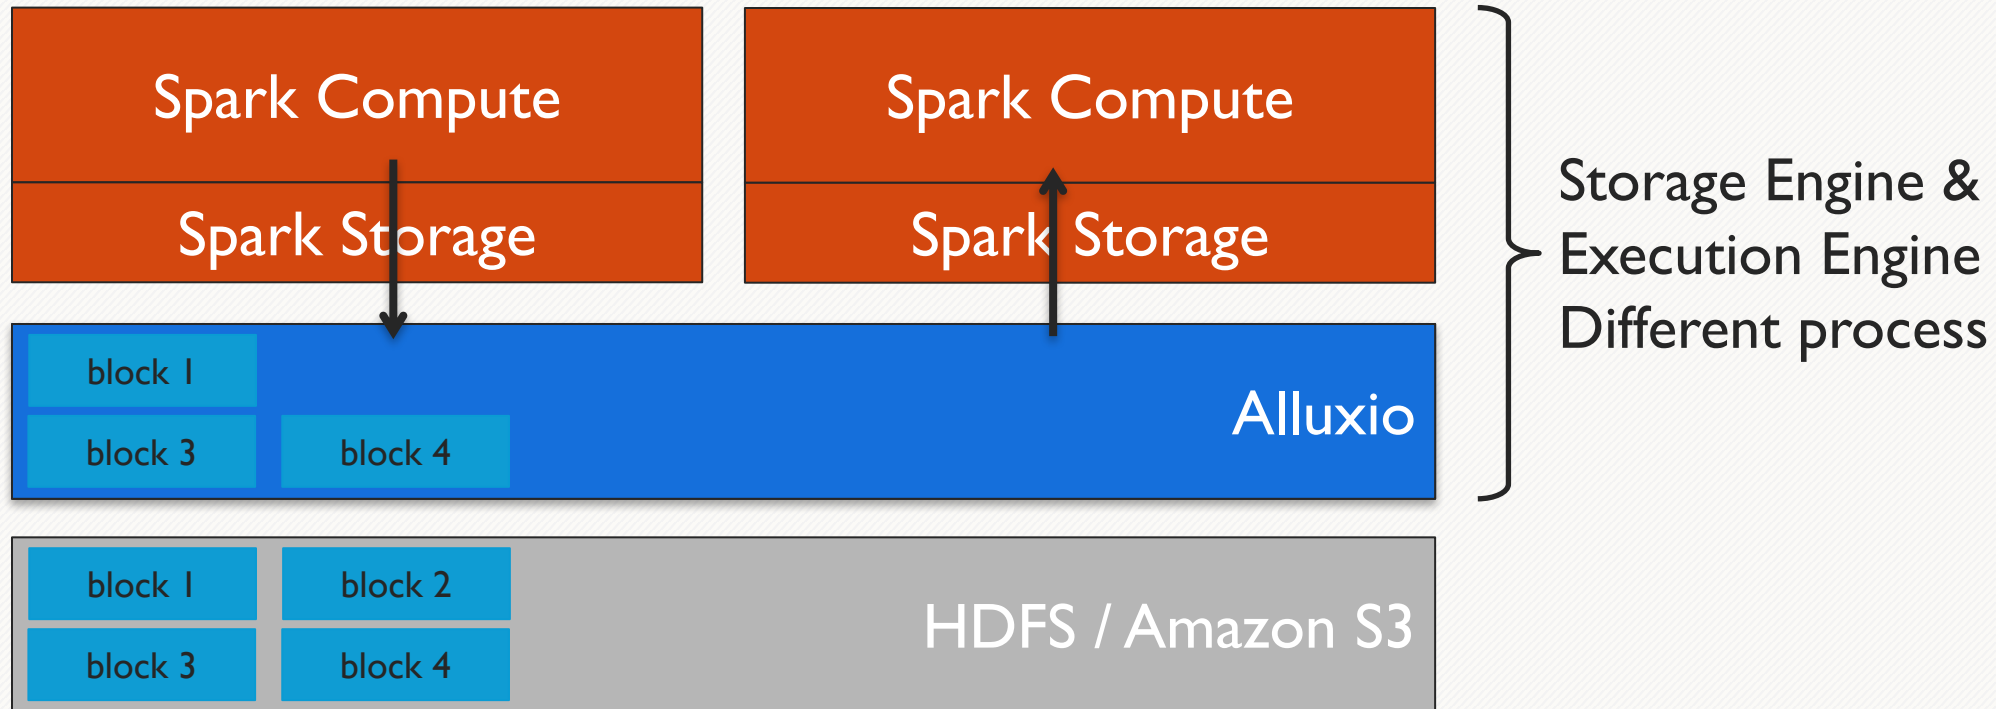 Spark Compute
Spark Storage
Spark Compute
Spark Storage
Storage Engine &
Execution Engine
Different process
block 1
block 3
block 4
Alluxio
block 1
block 2
block 3
block 4
HDFS / Amazon S3